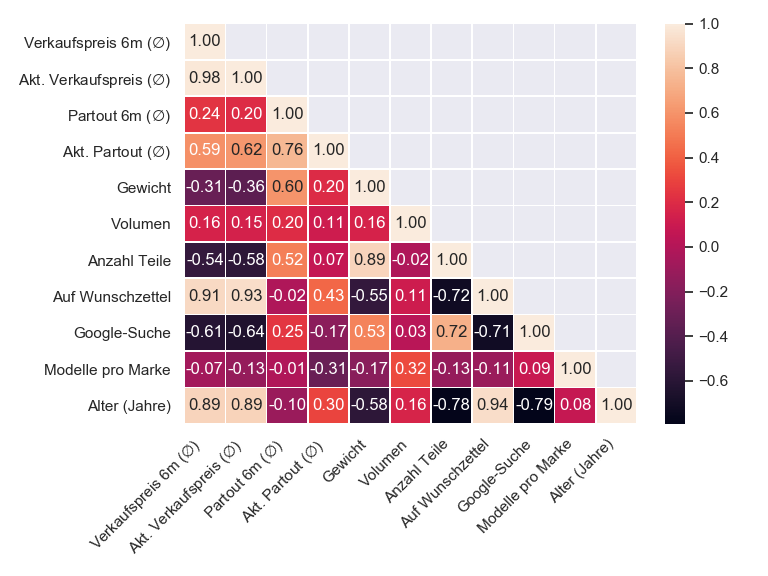 Verkaufspreis 6m (∅) 1.00
Akt. Verkaufspreis (∅) 0.98 1.00
Partout 6m (∅) 0.24 0.20 1.00
Akt. Partout (∅) 0.59 0.62 0.76 1.00
Gewicht -0.31 -0.36 0.60 0.20 1.00
Volumen 0.16 0.15 0.20 0.11 0.16 1.00
Anzahl Teile -0.54 -0.58 0.52 0.07 0.89 -0.02 1.00
Auf Wunschzettel 0.91 0.93 -0.02 0.43 -0.55 0.11 -0.72 1.00
Google-Suche -0.61 -0.64 0.25 -0.17 0.53 0.03 0.72 -0.71 1.00
Modelle pro Marke -0.07 -0.13 -0.01 -0.31 -0.17 0.32 -0.13 -0.11 0.09 1.00
Alter (Jahre) 0.89 0.89 -0.10 0.30 -0.58 0.16 -0.78 0.94 -0.79 0.08 1.00
Verkaufspreis 6m (∅)
Akt. Verkaufspreis (∅)
Partout 6m (∅)
Akt. Partout (∅)
Gewicht
Volumen
Anzahl Teile
Auf Wunschzettel
Google-Suche
Modelle pro Marke
Alter (Jahre)
1.0
0.8
0.6
0.4
0.2
0.0
−0.2
−0.4
−0.6